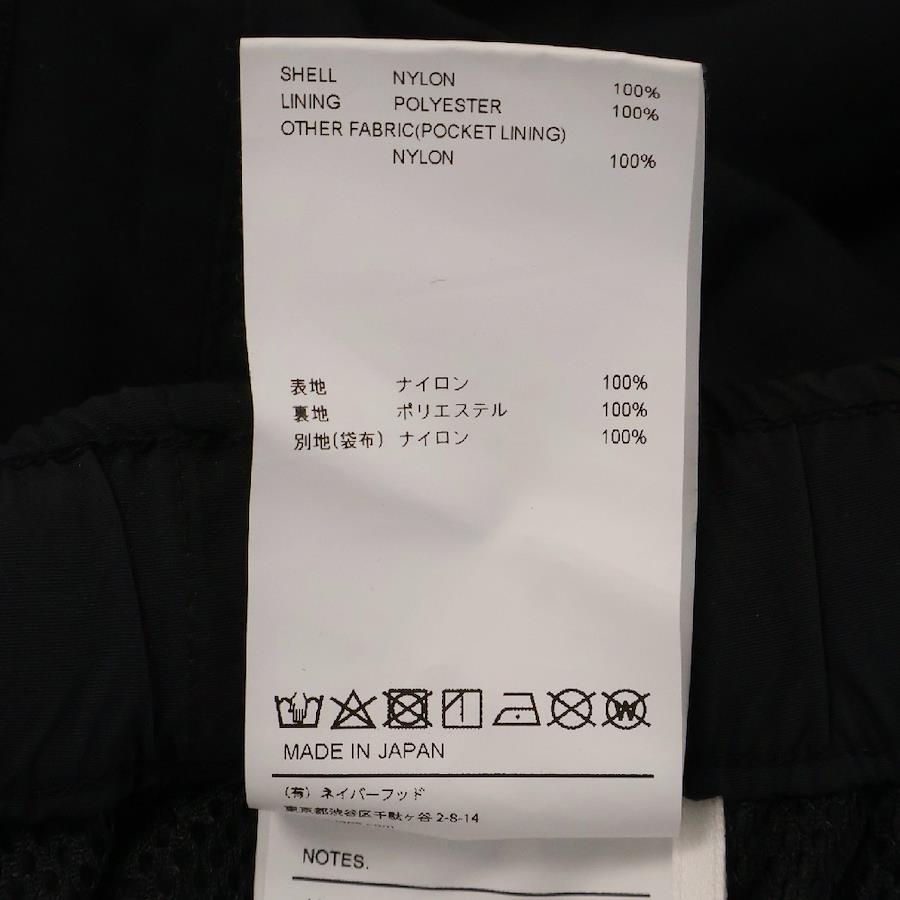 SHELL NYLON 100%
LINING POLYESTER 100%
OTHER FABRIC(POCKET LINING)
NYLON 100%
表地 ナイロン 100%
裏地 ポリエステル 100%
別地(袋布) ナイロン 100%
W
MADE IN JAPAN
(有) ネイバーフッド
東京都渋谷区千駄ヶ谷 2-8-14
NOTES.